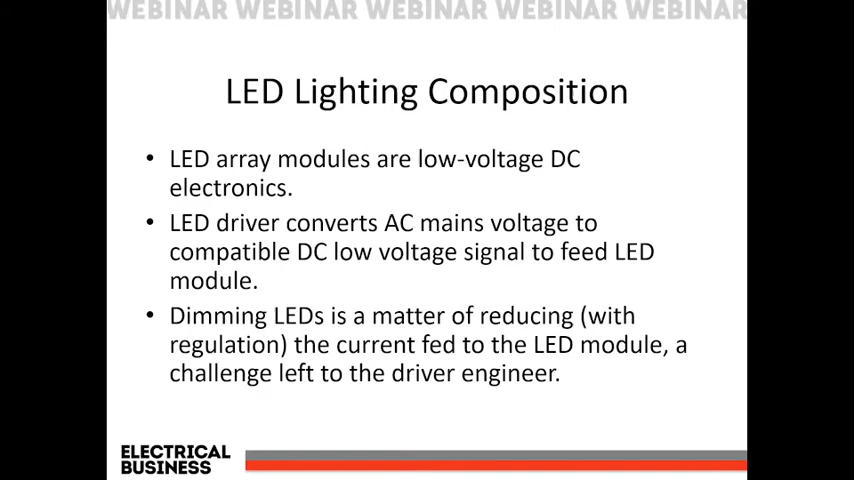 WEBINAR WEBINAR WEBINAR WEBINAR WEBINAR
LED Lighting Composition
• LED array modules are low-voltage DC
electronics.
• LED driver converts AC mains voltage to
compatible DC low voltage signal to feed LED
module.
• Dimming LEDs is a matter of reducing (with
regulation) the current fed to the LED module, a
challenge left to the driver engineer.
ELECTRICAL
BUSINESS